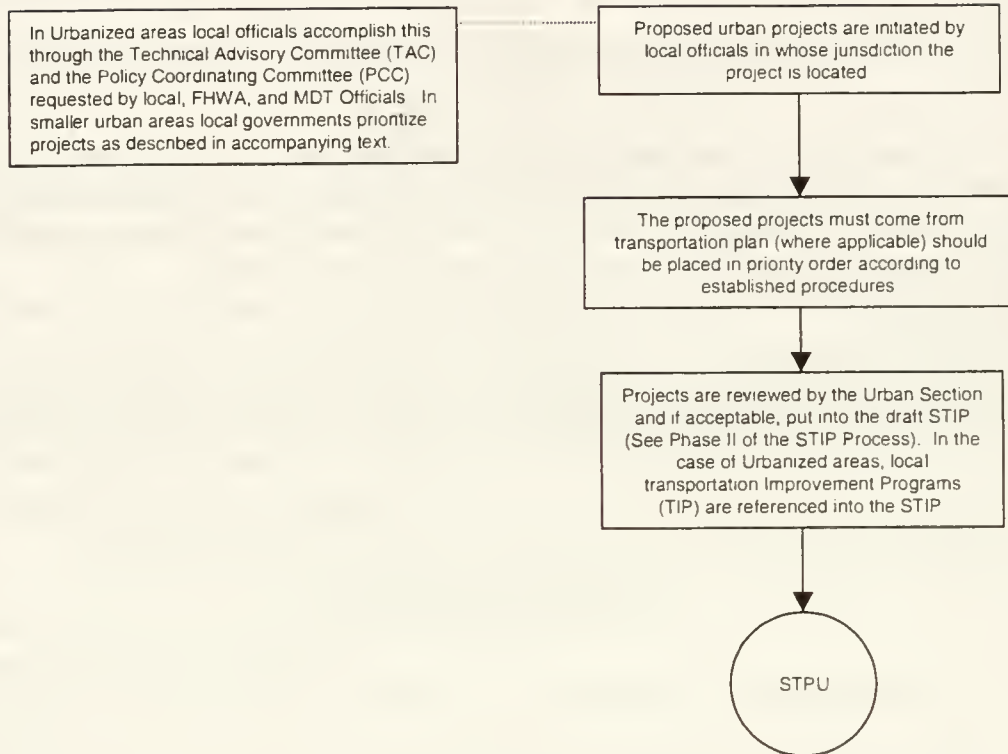 In Urbanized areas local officials accomplish this
through the Technical Advisory Committee (TAC)
and the Policy Coordinating Committee (PCC)
requested by local, FHWA, and MDT Officials In
smaller urban areas local governments prioritize
projects as described in accompanying text.
Proposed urban projects are initiated by
local officials in whose jurisdiction the
project is located
The proposed projects must come from
transportation plan (where applicable) should
be placed in priority order according to
established procedures
Projects are reviewed by the Urban Section
and if acceptable, put into the draft STIP
(See Phase II of the STIP Process). In the
case of Urbanized areas, local
transportation Improvement Programs
(TIP) are referenced into the STIP
STPU